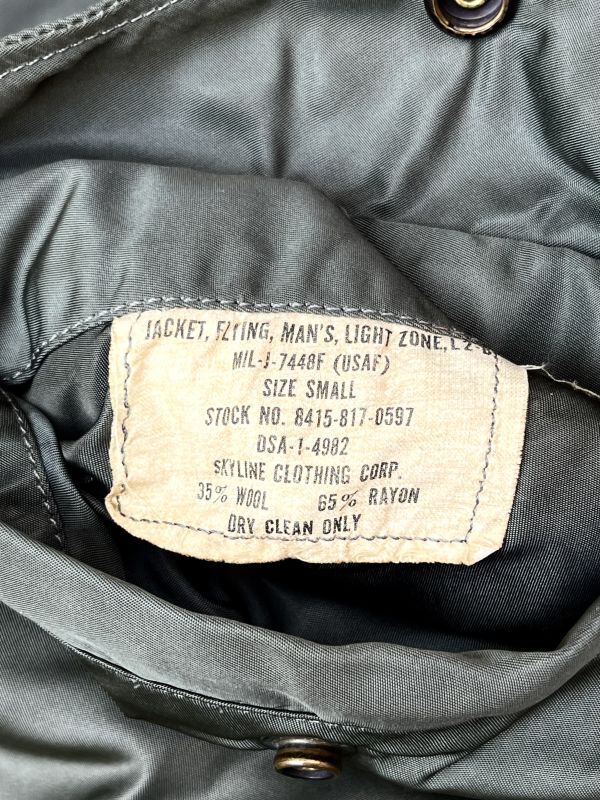 JACKET, FLYING, MAN'S, LIGHT ZONE, L-2-B
MIL-J-7448F (USAF)
SIZE SMALL
STOCK NO. 8415-817-0597
DSA-1-4982
SKYLINE CLOTHING CORP.
35% WOOL 65% RAYON
DRY CLEAN ONLY